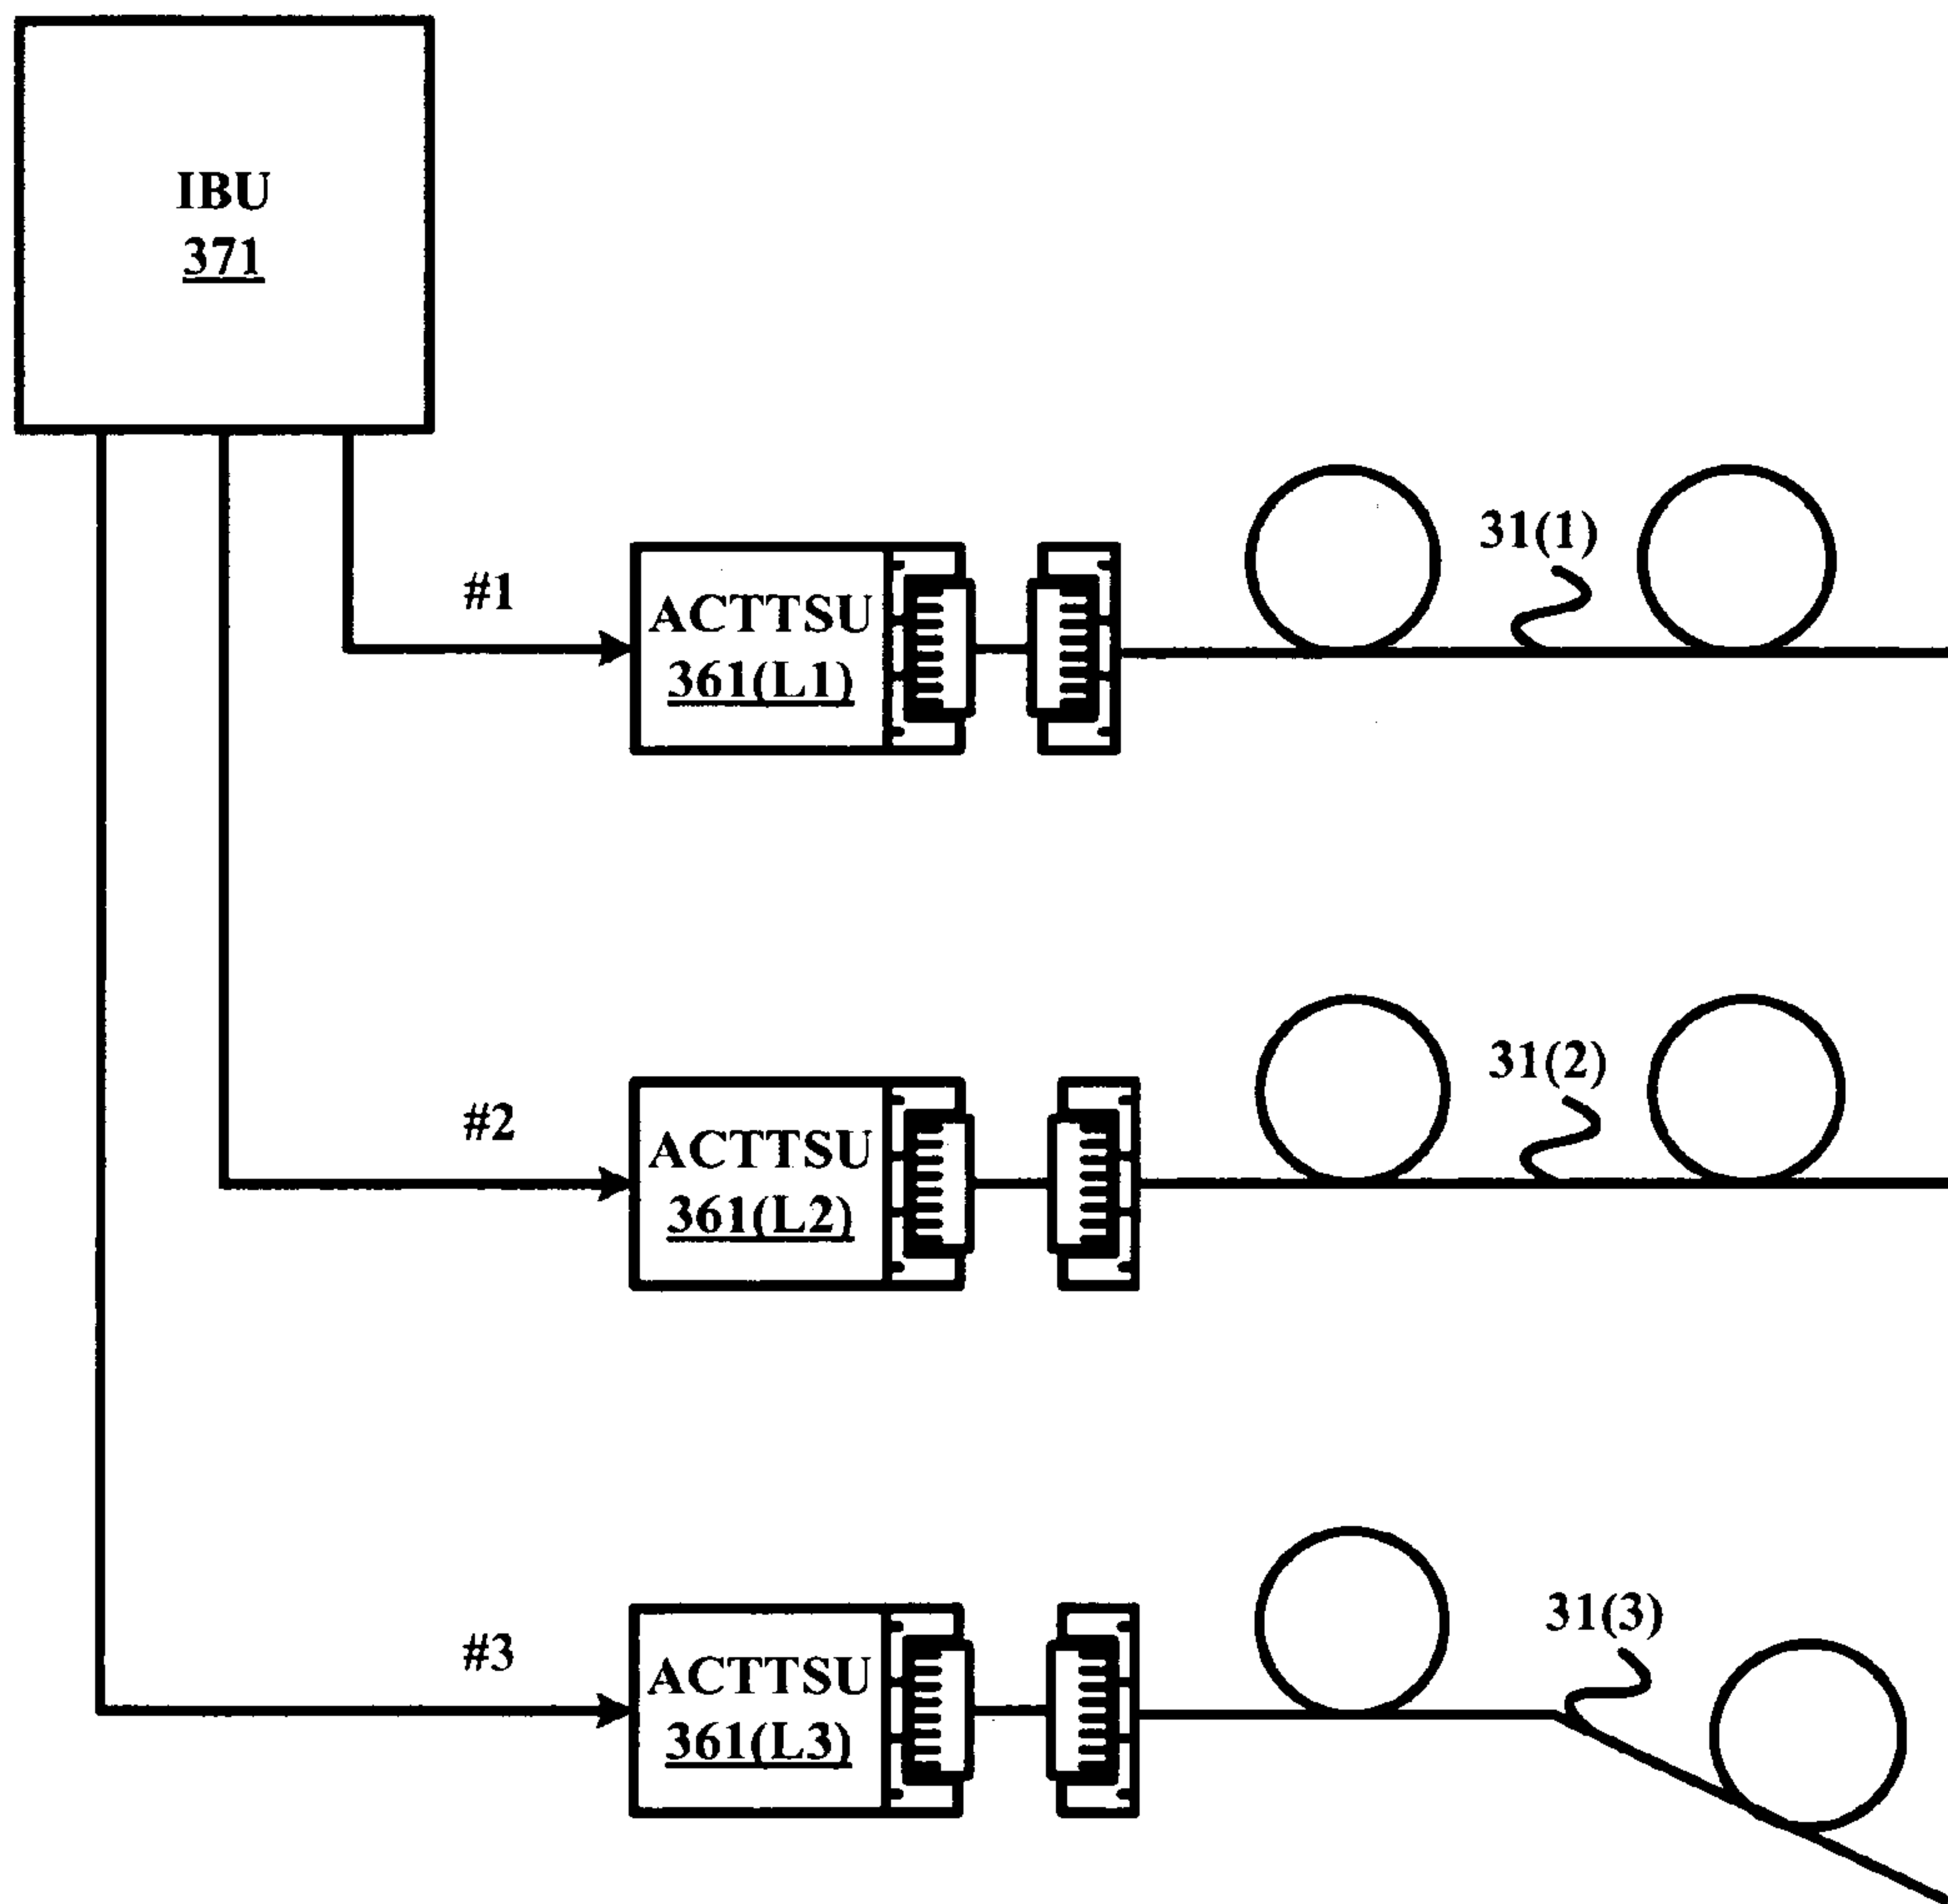 IBU
371
#1
ACTTSU
361(L1)
31(1)
#2
ACTTSU
361(L2)
31(2)
#3
ACTTSU
361(L3)
31(3)